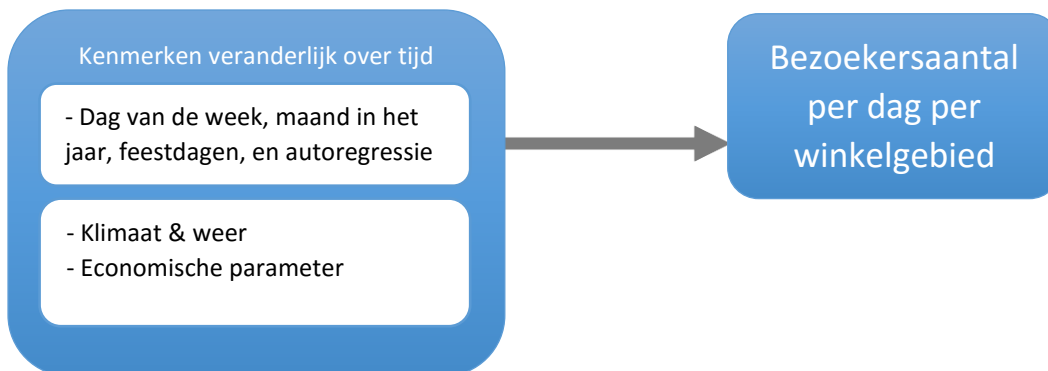 Kenmerken veranderlijk over tijd
- Dag van de week, maand in het
jaar, feestdagen, en autoregressie
- Klimaat & weer
- Economische parameter
Bezoekersaantal
per dag per
winkelgebied